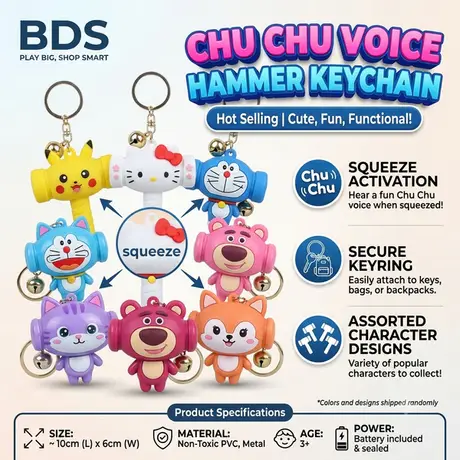 BDS
PLAY BIG, SHOP SMART
CHU CHU VOICE
HAMMER KEYCHAIN
Hot Selling | Cute, Fun, Functional!
Chu
Chu
SQUEEZE
ACTIVATION
Hear a fun Chu Chu
voice when squeezed!
squeeze
SECURE
KEYRING
Easily attach to keys,
bags, or backpacks.
ASSORTED
CHARACTER
DESIGNS
Variety of popular
characters to collect!
*Colors and designs shipped randomly
Product Specifications
SIZE:
~ 10cm (L) x 6cm (W)
MATERIAL:
Non-Toxic PVC, Metal
AGE:
3+
POWER:
Battery included
& sealed